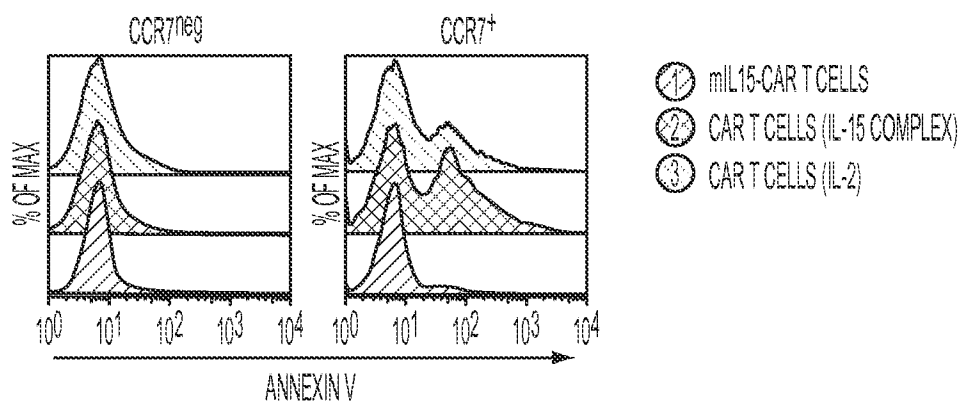 CCR7neg
CCR7+
% OF MAX
% OF MAX
10^0 10^1 10^2 10^3 10^4
10^0 10^1 10^2 10^3 10^4
ANNEXIN V
1 mIL15-CAR T CELLS
2 CAR T CELLS (IL-15 COMPLEX)
3 CAR T CELLS (IL-2)